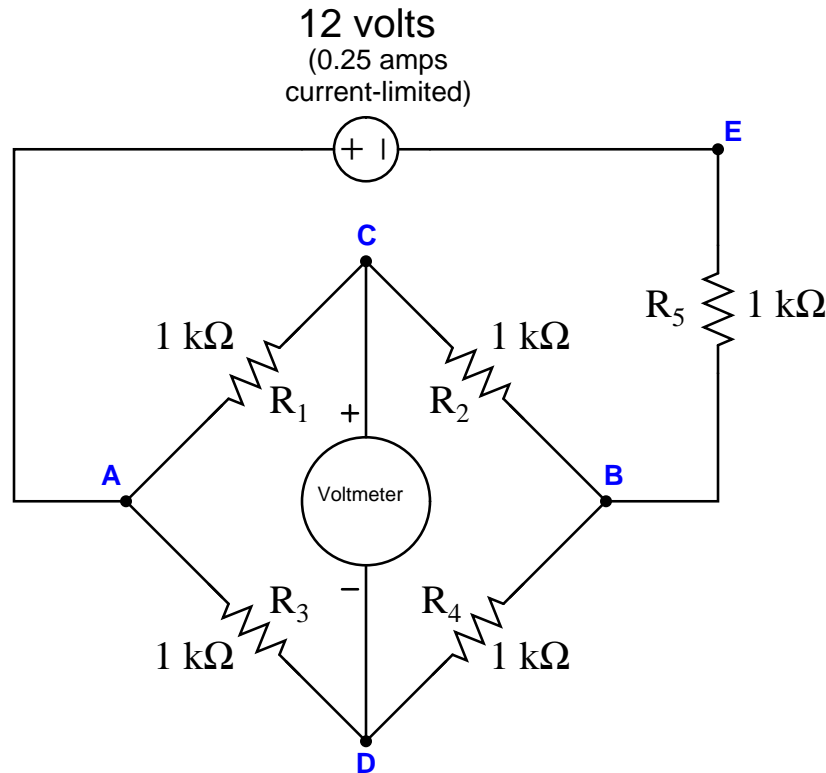 12 volts
(0.25 amps
current-limited)
+ −
E
C
1 kΩ
1 kΩ
R5
1 kΩ
R1
R2
+
A
B
Voltmeter
−
R3
R4
1 kΩ
1 kΩ
D